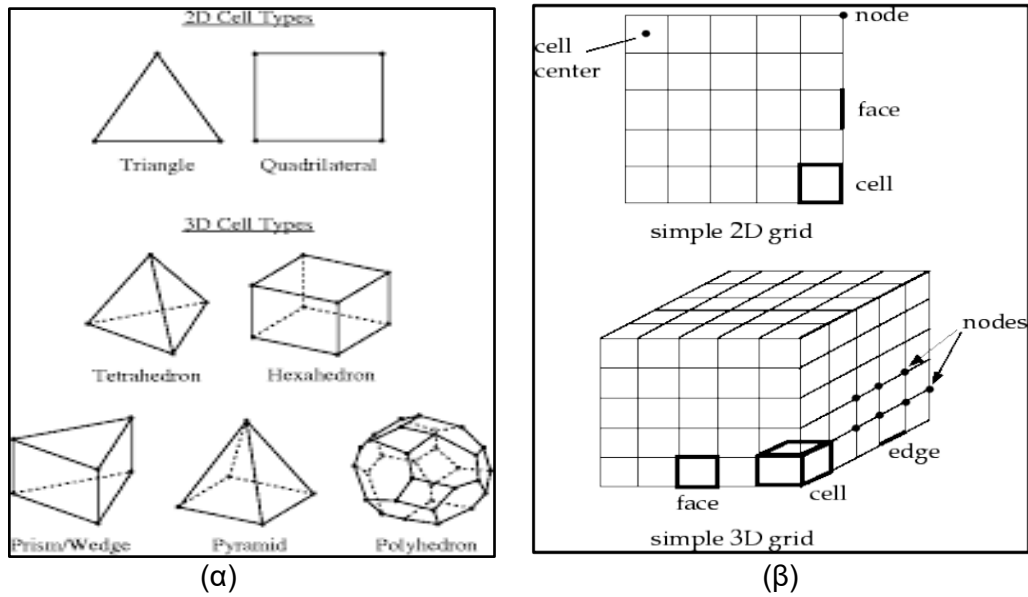 2D Cell Types
Triangle
Quadrilateral
3D Cell Types
Tetrahedron
Hexahedron
Prism/Wedge
Pyramid
Polyhedron
(α)
node
cell
center
face
cell
simple 2D grid
nodes
edge
face
cell
simple 3D grid
(β)